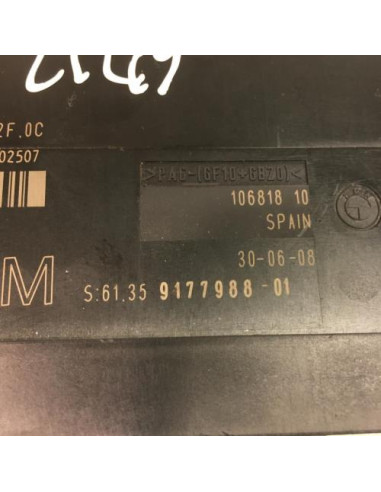 2F.0C
02507
>PA6-(GF10+GB20)<
106818 10
SPAIN
30-06-08
M
S:61.35 9177988-01